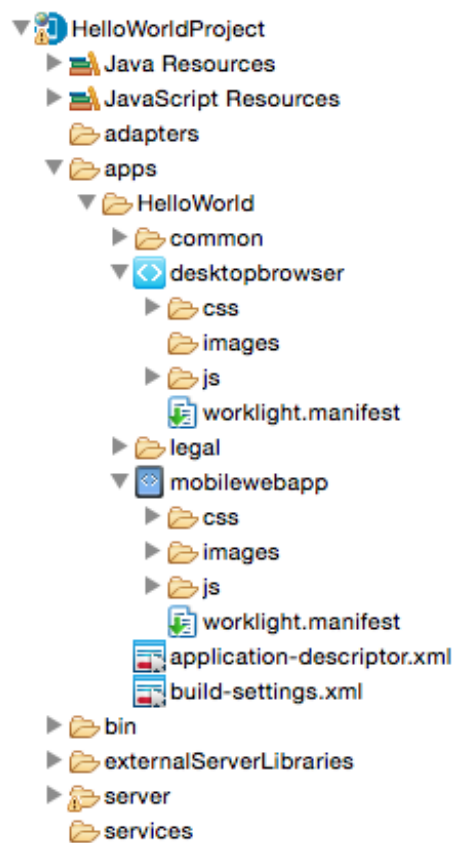 HelloWorldProject
Java Resources
JavaScript Resources
adapters
apps
HelloWorld
common
desktopbrowser
css
images
js
worklight.manifest
legal
mobilewebapp
css
images
js
worklight.manifest
application-descriptor.xml
build-settings.xml
bin
externalServerLibraries
server
services